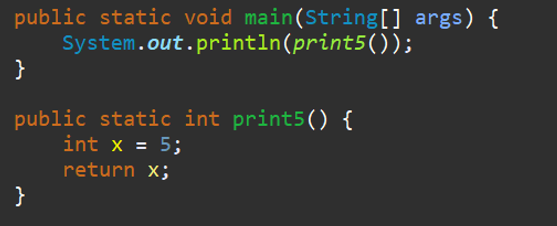 public static void main(String[] args) {
    System.out.println(print5());
}

public static int print5() {
    int x = 5;
    return x;
}